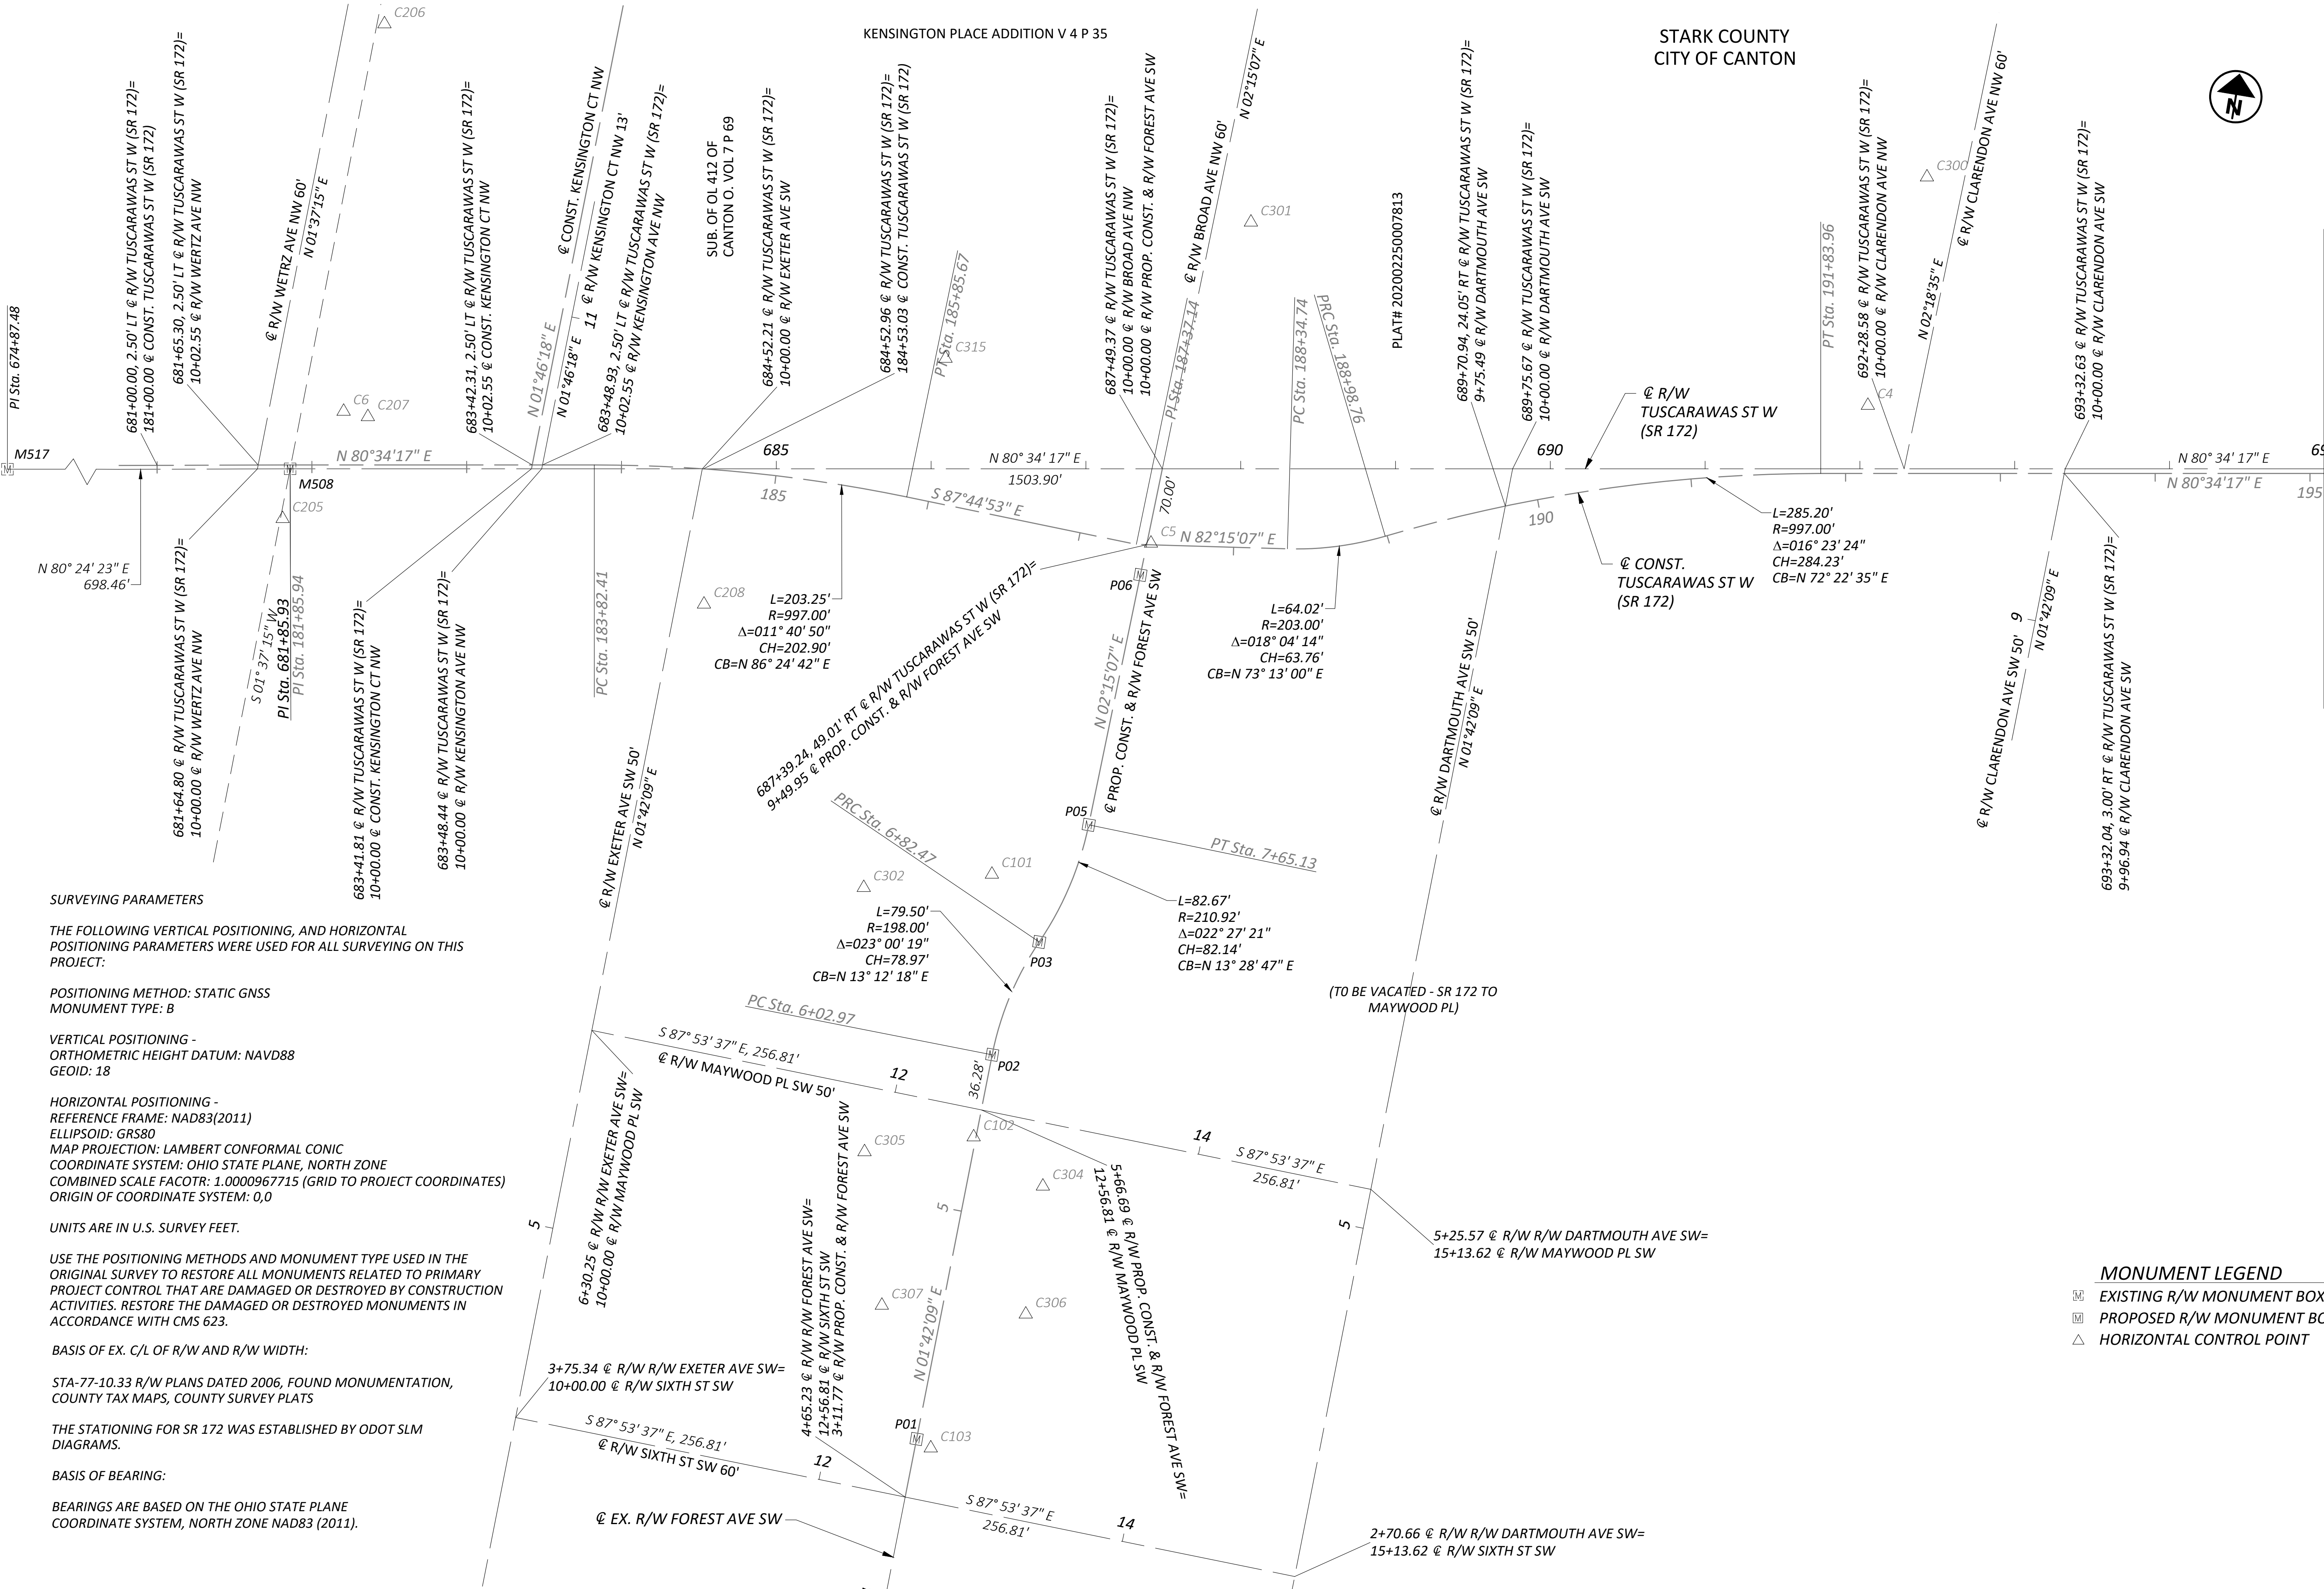 KENSINGTON PLACE ADDITION V 4 P 35
STARK COUNTY
CITY OF CANTON
N
C206
PI Sta. 674+87.48
M517
681+00.00, 2.50' LT ℄ R/W TUSCARAWAS ST W (SR 172)=
181+00.00 ℄ CONST. TUSCARAWAS ST W (SR 172)
681+65.30, 2.50' LT ℄ R/W TUSCARAWAS ST W (SR 172)=
10+02.55 ℄ R/W WERTZ AVE NW
℄ R/W WETRZ AVE NW 60'
N 01°37'15" E
C6
C207
683+42.31, 2.50' LT ℄ R/W TUSCARAWAS ST W (SR 172)=
10+02.55 ℄ CONST. KENSINGTON CT NW
℄ CONST. KENSINGTON CT NW
N 01°46'18" E
11
℄ R/W KENSINGTON CT NW 13'
N 01°46'18" E
683+48.93, 2.50' LT ℄ R/W TUSCARAWAS ST W (SR 172)=
10+02.55 ℄ R/W KENSINGTON AVE NW
SUB. OF OL 412 OF
CANTON O. VOL 7 P 69
684+52.21 ℄ R/W TUSCARAWAS ST W (SR 172)=
10+00.00 ℄ R/W EXETER AVE SW
684+52.96 ℄ R/W TUSCARAWAS ST W (SR 172)=
184+53.03 ℄ CONST. TUSCARAWAS ST W (SR 172)
PT Sta. 185+85.67
C315
687+49.37 ℄ R/W TUSCARAWAS ST W (SR 172)=
10+00.00 ℄ R/W BROAD AVE NW
10+00.00 ℄ R/W PROP. CONST. & R/W FOREST AVE SW
PI Sta. 187+37.14
℄ R/W BROAD AVE NW 60'
N 02°15'07" E
C301
PC Sta. 188+34.74
PRC Sta. 188+98.76
PLAT# 202002250007813
689+70.94, 24.05' RT ℄ R/W TUSCARAWAS ST W (SR 172)=
9+75.49 ℄ R/W DARTMOUTH AVE SW
689+75.67 ℄ R/W TUSCARAWAS ST W (SR 172)=
10+00.00 ℄ R/W DARTMOUTH AVE SW
℄ R/W
TUSCARAWAS ST W
(SR 172)
PT Sta. 191+83.96
692+28.58 ℄ R/W TUSCARAWAS ST W (SR 172)=
10+00.00 ℄ R/W CLARENDON AVE NW
C4
C300
℄ R/W CLARENDON AVE NW 60'
N 02°18'35" E
693+32.63 ℄ R/W TUSCARAWAS ST W (SR 172)=
10+00.00 ℄ R/W CLARENDON AVE SW
N 80°34'17" E
M508
C205
685
185
N 80° 34' 17" E
1503.90'
S 87°44'53" E
70.00'
C5
N 82°15'07" E
690
190
N 80° 34' 17" E
N 80°34'17" E
69
195
N 80° 24' 23" E
698.46'
681+64.80 ℄ R/W TUSCARAWAS ST W (SR 172)=
10+00.00 ℄ R/W WERTZ AVE NW
S 01° 37' 15" W
PI Sta. 681+85.93
PI Sta. 181+85.94
683+41.81 ℄ R/W TUSCARAWAS ST W (SR 172)=
10+00.00 ℄ CONST. KENSINGTON CT NW
683+48.44 ℄ R/W TUSCARAWAS ST W (SR 172)=
10+00.00 ℄ R/W KENSINGTON AVE NW
PC Sta. 183+82.41
C208
L=203.25'
R=997.00'
Δ=011° 40' 50"
CH=202.90'
CB=N 86° 24' 42" E
687+39.24, 49.01' RT ℄ R/W TUSCARAWAS ST W (SR 172)=
9+49.95 ℄ PROP. CONST. & R/W FOREST AVE SW
P06
N 02°15'07" E
℄ PROP. CONST. & R/W FOREST AVE SW
L=64.02'
R=203.00'
Δ=018° 04' 14"
CH=63.76'
CB=N 73° 13' 00" E
℄ CONST.
TUSCARAWAS ST W
(SR 172)
L=285.20'
R=997.00'
Δ=016° 23' 24"
CH=284.23'
CB=N 72° 22' 35" E
℄ R/W CLARENDON AVE SW 50'
9
N 01°42'09" E
693+32.04, 3.00' RT ℄ R/W TUSCARAWAS ST W (SR 172)=
9+96.94 ℄ R/W CLARENDON AVE SW
℄ R/W EXETER AVE SW 50'
N 01°42'09" E
℄ R/W DARTMOUTH AVE SW 50'
N 01°42'09" E
P05
PT Sta. 7+65.13
PRC Sta. 6+82.47
C302
C101
L=79.50'
R=198.00'
Δ=023° 00' 19"
CH=78.97'
CB=N 13° 12' 18" E
P03
L=82.67'
R=210.92'
Δ=022° 27' 21"
CH=82.14'
CB=N 13° 28' 47" E
(T0 BE VACATED - SR 172 TO
MAYWOOD PL)
PC Sta. 6+02.97
P02
36.28'
S 87° 53' 37" E, 256.81'
℄ R/W MAYWOOD PL SW 50'
12
C102
C305
C304
14
S 87° 53' 37" E
256.81'
6+30.25 ℄ R/W R/W EXETER AVE SW=
10+00.00 ℄ R/W MAYWOOD PL SW
5
5
5
5+66.69 ℄ R/W PROP. CONST. & R/W FOREST AVE SW=
12+56.81 ℄ R/W MAYWOOD PL SW
5+25.57 ℄ R/W R/W DARTMOUTH AVE SW=
15+13.62 ℄ R/W MAYWOOD PL SW
4+65.23 ℄ R/W R/W FOREST AVE SW=
12+56.81 ℄ R/W SIXTH ST SW
3+11.77 ℄ R/W PROP. CONST. & R/W FOREST AVE SW
C307
C306
N 01°42'09" E
3+75.34 ℄ R/W R/W EXETER AVE SW=
10+00.00 ℄ R/W SIXTH ST SW
P01
C103
S 87° 53' 37" E, 256.81'
℄ R/W SIXTH ST SW 60'
12
S 87° 53' 37" E
256.81'
14
℄ EX. R/W FOREST AVE SW
2+70.66 ℄ R/W R/W DARTMOUTH AVE SW=
15+13.62 ℄ R/W SIXTH ST SW
SURVEYING PARAMETERS
THE FOLLOWING VERTICAL POSITIONING, AND HORIZONTAL
POSITIONING PARAMETERS WERE USED FOR ALL SURVEYING ON THIS
PROJECT:
POSITIONING METHOD: STATIC GNSS
MONUMENT TYPE: B
VERTICAL POSITIONING -
ORTHOMETRIC HEIGHT DATUM: NAVD88
GEOID: 18
HORIZONTAL POSITIONING -
REFERENCE FRAME: NAD83(2011)
ELLIPSOID: GRS80
MAP PROJECTION: LAMBERT CONFORMAL CONIC
COORDINATE SYSTEM: OHIO STATE PLANE, NORTH ZONE
COMBINED SCALE FACOTR: 1.0000967715 (GRID TO PROJECT COORDINATES)
ORIGIN OF COORDINATE SYSTEM: 0,0
UNITS ARE IN U.S. SURVEY FEET.
USE THE POSITIONING METHODS AND MONUMENT TYPE USED IN THE
ORIGINAL SURVEY TO RESTORE ALL MONUMENTS RELATED TO PRIMARY
PROJECT CONTROL THAT ARE DAMAGED OR DESTROYED BY CONSTRUCTION
ACTIVITIES. RESTORE THE DAMAGED OR DESTROYED MONUMENTS IN
ACCORDANCE WITH CMS 623.
BASIS OF EX. C/L OF R/W AND R/W WIDTH:
STA-77-10.33 R/W PLANS DATED 2006, FOUND MONUMENTATION,
COUNTY TAX MAPS, COUNTY SURVEY PLATS
THE STATIONING FOR SR 172 WAS ESTABLISHED BY ODOT SLM
DIAGRAMS.
BASIS OF BEARING:
BEARINGS ARE BASED ON THE OHIO STATE PLANE
COORDINATE SYSTEM, NORTH ZONE NAD83 (2011).
MONUMENT LEGEND
M EXISTING R/W MONUMENT BOX
M PROPOSED R/W MONUMENT BO
HORIZONTAL CONTROL POINT